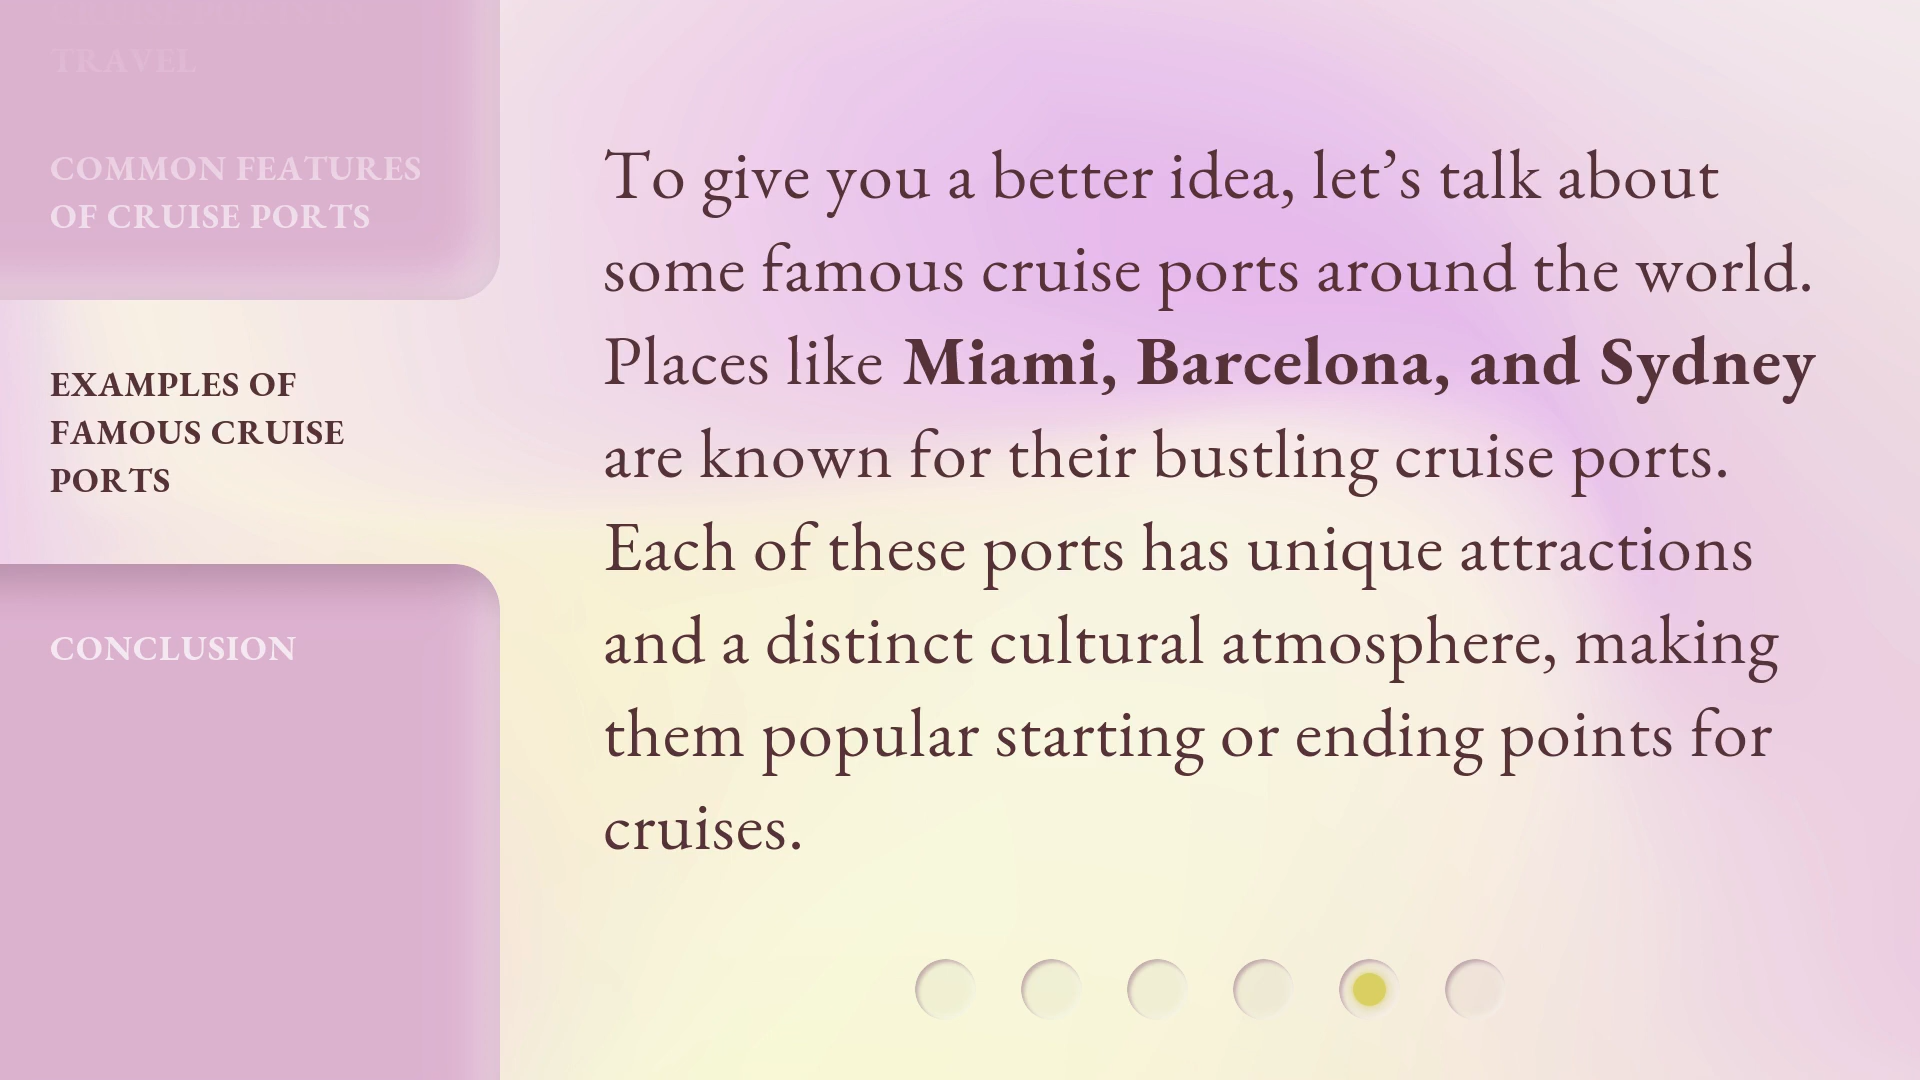 TRAVEL
COMMON FEATURES
OF CRUISE PORTS
EXAMPLES OF
FAMOUS CRUISE
PORTS
CONCLUSION
To give you a better idea, let’s talk about
some famous cruise ports around the world.
Places like Miami, Barcelona, and Sydney
are known for their bustling cruise ports.
Each of these ports has unique attractions
and a distinct cultural atmosphere, making
them popular starting or ending points for
cruises.